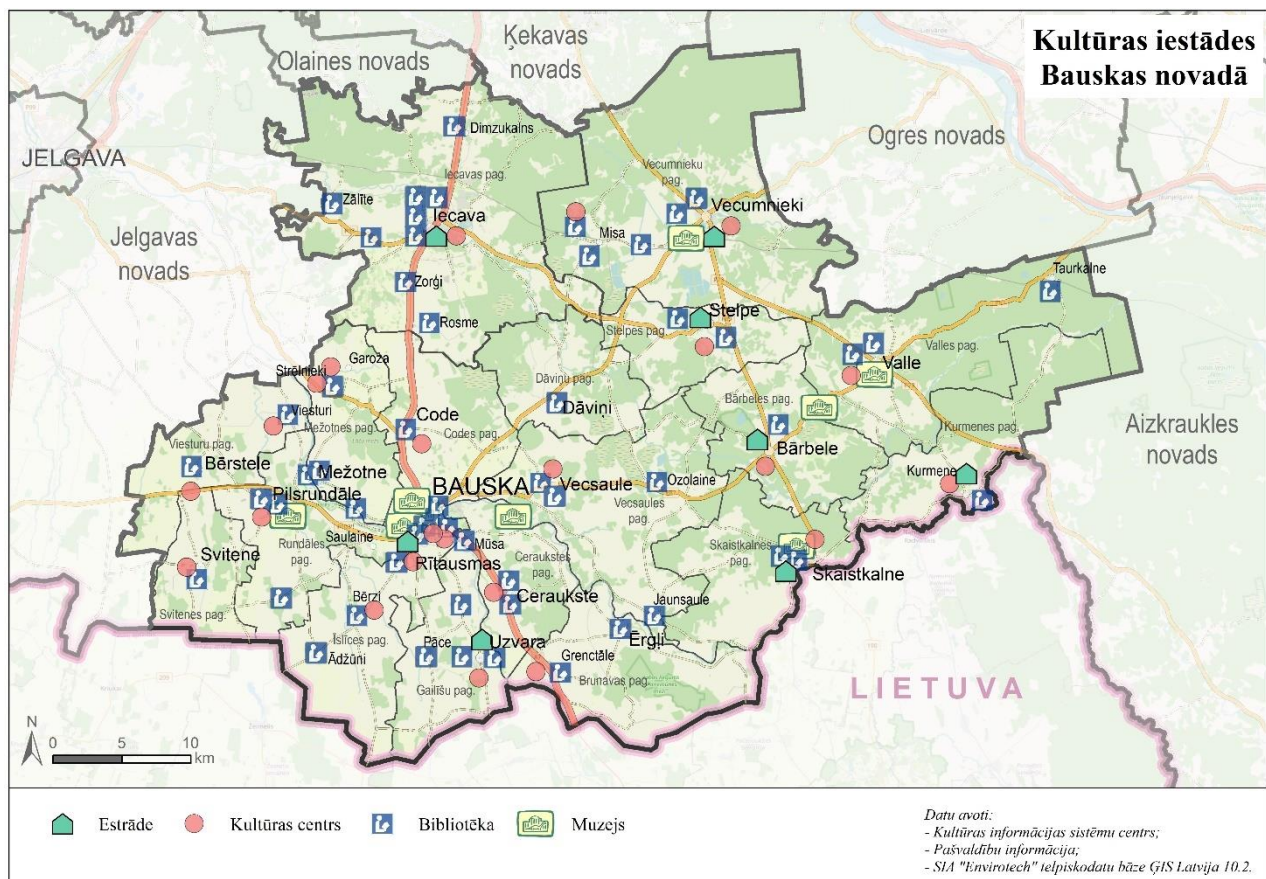 Kultūras iestādes
Bauskas novadā
Olaines novads
Ķekavas
novads
Ogres novads
JELGAVA
Jelgavas
novads
Aizkraukles
novads
LIETUVA
Dimzukalns
Iecavas pag.
Vecumnieku
pag.
Zālīte
Iecava
Vecumnieki
Misa
Zorģi
Taurkalne
Rosme
Stelpe
Stelpes pag.
Valles pag.
Garoza
Strēlnieki
Valle
Dāviņu pag.
Viesturi
Code
Dāviņi
Bārbeles pag.
Mežotnes pag.
Codes pag.
Kurmenes pag.
Viesturu pag.
Bērstele
Mežotne
Bārbele
Kurmene
BAUSKA
Vecsaule
Ozolaine
Pilsrundāle
Vecsaules
pag.
Saulaine
Rundāles
pag.
Mūsa
Skaistkalnes
pag.
Svitene
Rītausmas
Ceraukstes
pag.
Skaistkalne
Svitenes pag.
Bērzi
Ceraukste
Jaunsaule
Īslīces pag.
Ērgļi
Pāce
Uzvara
Ādžūni
Grenctāle
Gailīšu pag.
Brunavas pag.
N
0 5 10
km
Estrāde
Kultūras centrs
Bibliotēka
Muzejs
Datu avoti:
- Kultūras informācijas sistēmu centrs;
- Pašvaldību informācija;
- SIA "Envirotech" telpiskodatu bāze ĢIS Latvija 10.2.